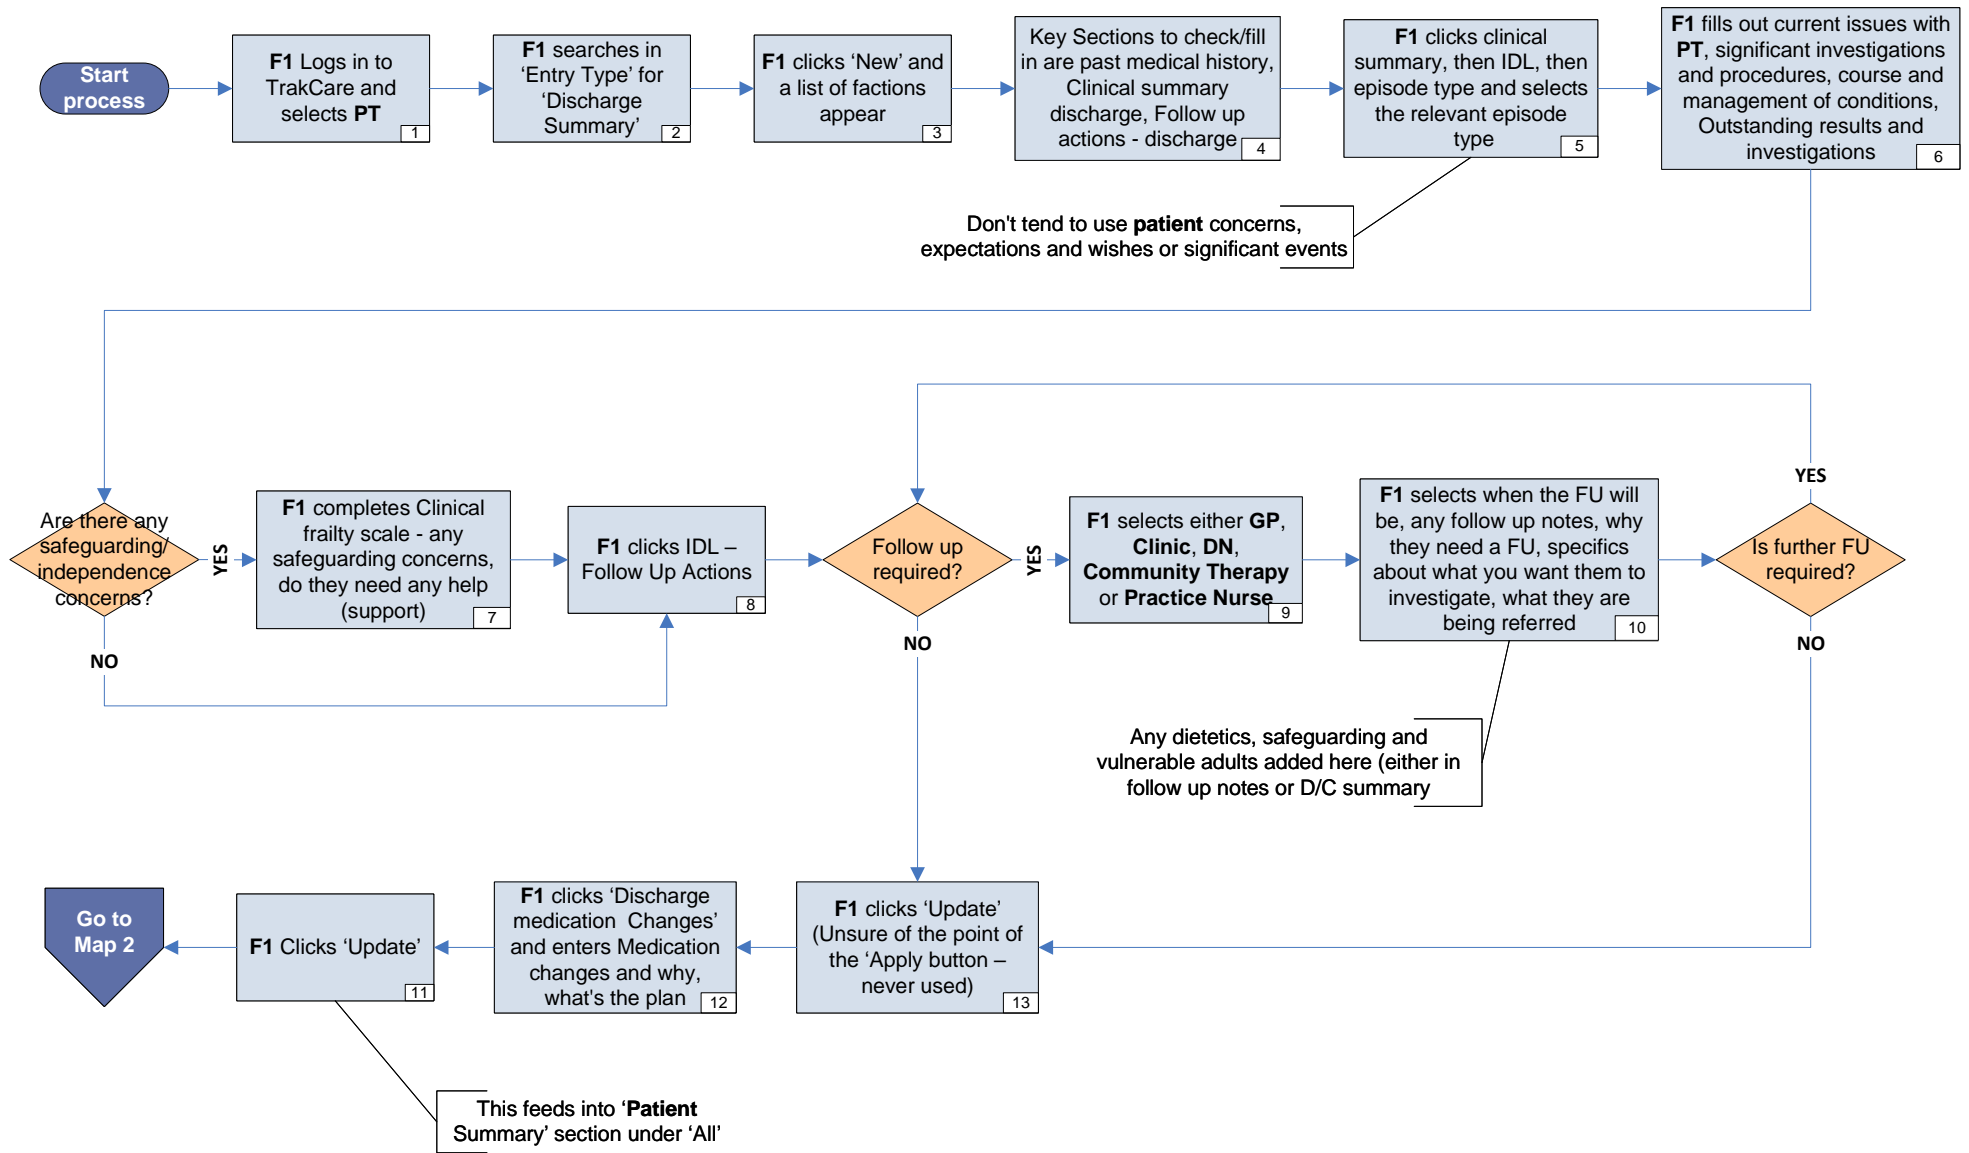 Start
process
F1 Logs in to
TrakCare and
selects PT
1
F1 searches in
‘Entry Type’ for
‘Discharge
Summary’
2
F1 clicks ‘New’ and
a list of factions
appear
3
Key Sections to check/fill
in are past medical history,
Clinical summary
discharge, Follow up
actions - discharge
4
F1 clicks clinical
summary, then IDL, then
episode type and selects
the relevant episode
type
5
F1 fills out current issues with
PT, significant investigations
and procedures, course and
management of conditions,
Outstanding results and
investigations
6
Don't tend to use patient concerns,
expectations and wishes or significant events
Are there any
safeguarding/
independence
concerns?
YES
NO
F1 completes Clinical
frailty scale - any
safeguarding concerns,
do they need any help
(support)
7
F1 clicks IDL –
Follow Up Actions
8
Follow up
required?
YES
NO
F1 selects either GP,
Clinic, DN,
Community Therapy
or Practice Nurse
9
F1 selects when the FU will
be, any follow up notes, why
they need a FU, specifics
about what you want them to
investigate, what they are
being referred
10
YES
Is further FU
required?
NO
Any dietetics, safeguarding and
vulnerable adults added here (either in
follow up notes or D/C summary
Go to
Map 2
F1 Clicks ‘Update’
11
F1 clicks ‘Discharge
medication Changes’
and enters Medication
changes and why,
what's the plan
12
F1 clicks ‘Update’
(Unsure of the point of
the ‘Apply button –
never used)
13
This feeds into ‘Patient
Summary’ section under ‘All’